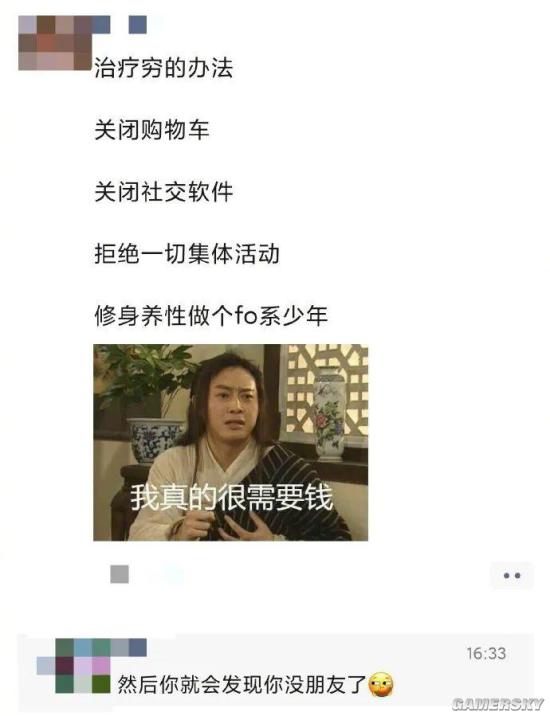 治疗穷的办法
关闭购物车
关闭社交软件
拒绝一切集体活动
修身养性做个fo系少年
我真的很需要钱
16:33
然后你就会发现你没朋友了
GAMERSKY